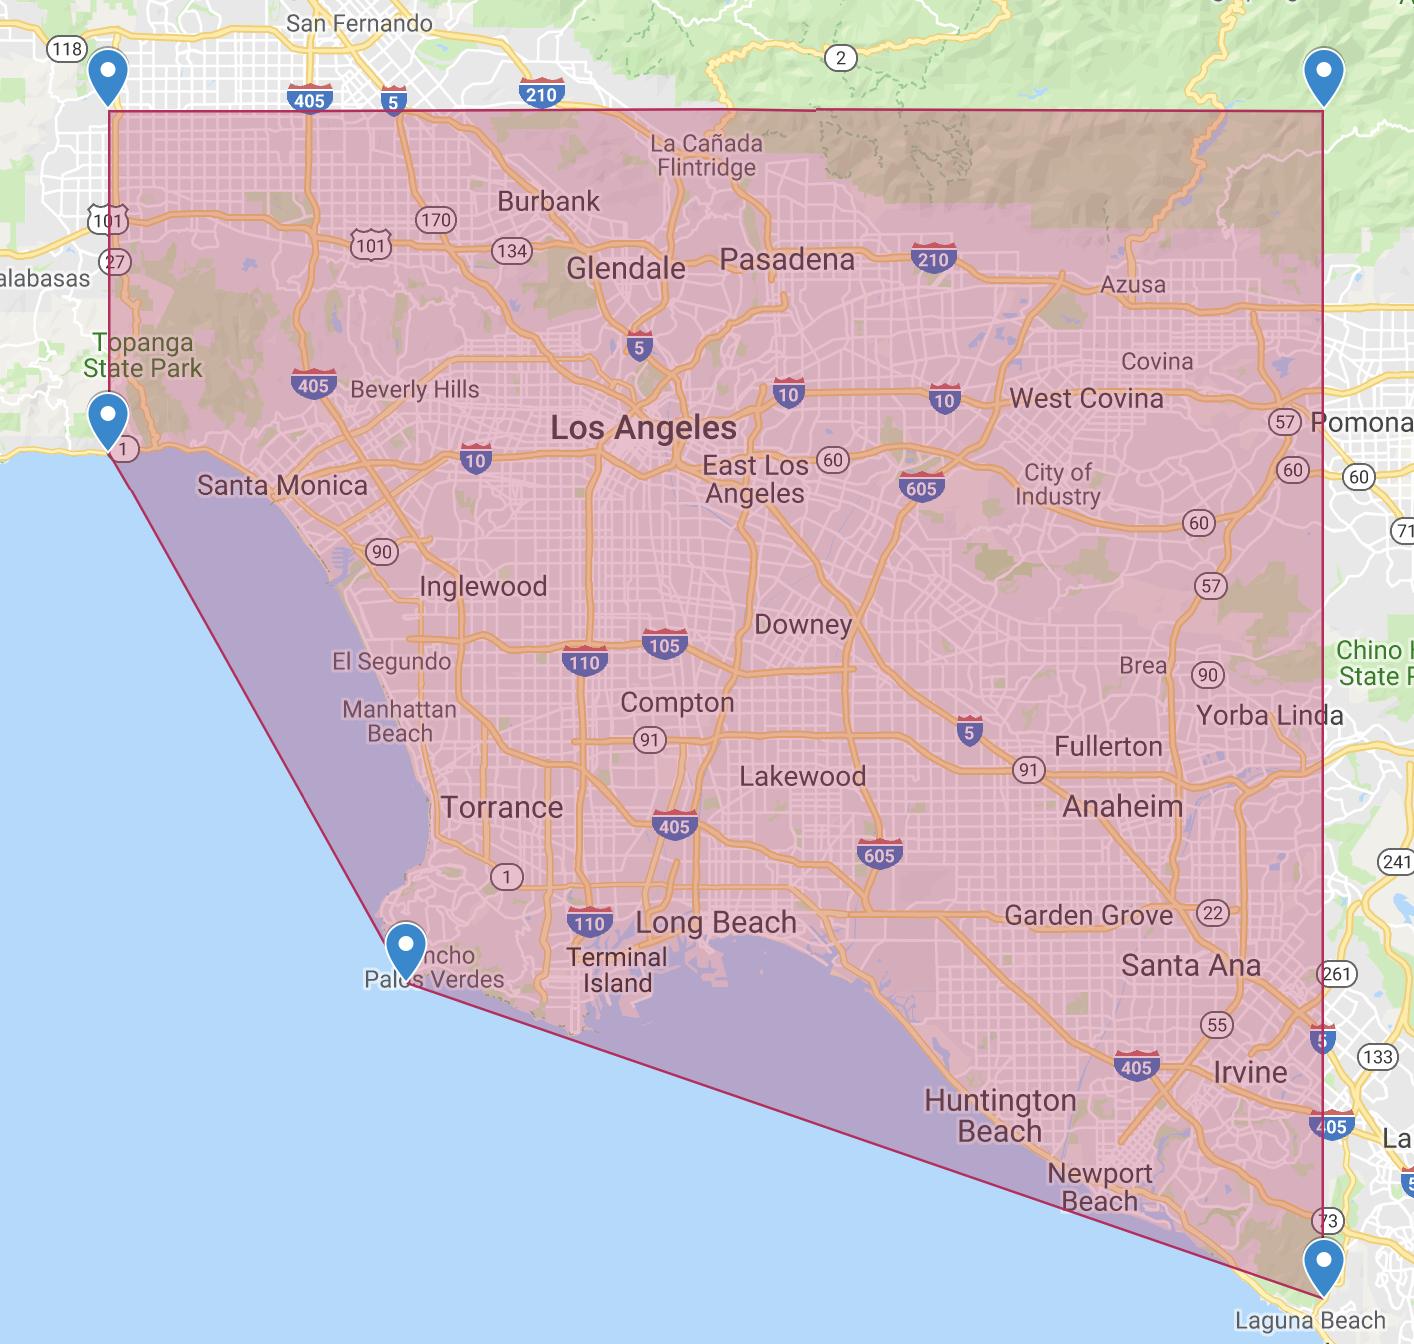 San Fernando
118
2
405
5
210
La Cañada
Flintridge
Burbank
101
170
101
134
27
Glendale
Pasadena
210
alabasas
Azusa
Topanga
State Park
5
Covina
405
Beverly Hills
10
10
West Covina
57
Pomona
Los Angeles
1
10
East Los
Angeles
60
60
60
City of
Industry
Santa Monica
605
60
71
90
Inglewood
57
Downey
105
110
El Segundo
Brea
90
Chino H
State P
Manhattan
Beach
Compton
Yorba Linda
91
5
Fullerton
91
Lakewood
Torrance
Anaheim
405
605
241
1
110
Long Beach
Garden Grove
22
ncho
Palos Verdes
Terminal
Island
Santa Ana
261
55
5
133
405
Irvine
Huntington
Beach
405
La
Newport
Beach
5
73
Laguna Beach